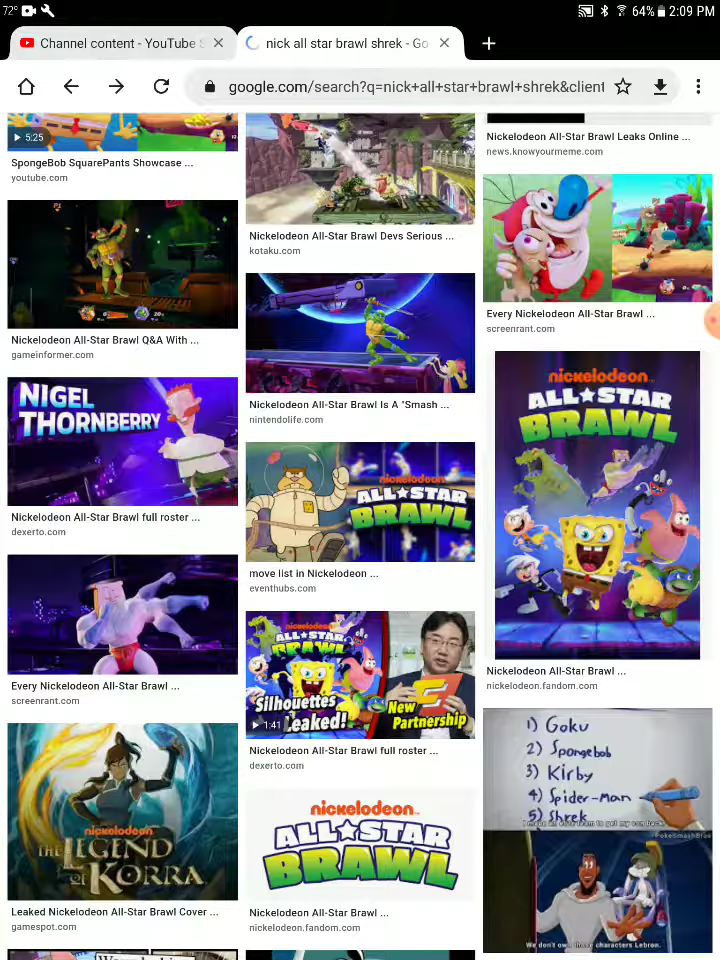 72°
64%
2:09 PM
Channel content - YouTube S
nick all star brawl shrek - Go
google.com/search?q=nick+all+star+brawl+shrek&client
5:25
SpongeBob SquarePants Showcase ...
youtube.com
Nickelodeon All-Star Brawl Q&A With ...
gameinformer.com
NIGEL
THORNBERRY
Nickelodeon All-Star Brawl full roster ...
dexerto.com
Every Nickelodeon All-Star Brawl ...
screenrant.com
nickelodeon
THE LEGEND
OF KORRA
Leaked Nickelodeon All-Star Brawl Cover ...
gamespot.com
Nickelodeon All-Star Brawl Devs Serious ...
kotaku.com
Nickelodeon All-Star Brawl Is A "Smash ...
nintendolife.com
nickelodeon
ALL★STAR
BRAWL
move list in Nickelodeon ...
eventhubs.com
nickelodeon
ALL★STAR
BRAWL
Silhouettes
Leaked!
New
Partnership
1:41
Nickelodeon All-Star Brawl full roster ...
dexerto.com
nickelodeon
ALL★STAR
BRAWL
Nickelodeon All-Star Brawl ...
nickelodeon.fandom.com
Nickelodeon All-Star Brawl Leaks Online ...
news.knowyourmeme.com
Every Nickelodeon All-Star Brawl ...
screenrant.com
nickelodeon
ALL★STAR
BRAWL
Nickelodeon All-Star Brawl ...
nickelodeon.fandom.com
1) Goku
2) Spongebob
3) Kirby
4) Spider-Man
5) Shrek
We don't own those characters Lebron.